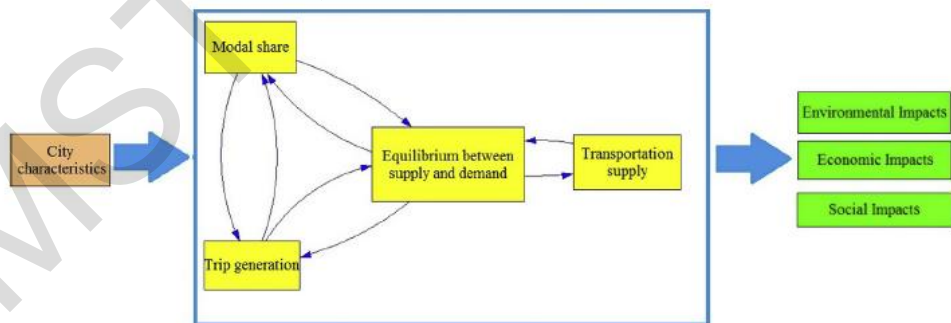 Modal share
Environmental Impacts
City
characteristics
Equilibrium between
supply and demand
Transportation
supply
Economic Impacts
Social Impacts
Trip generation
MST